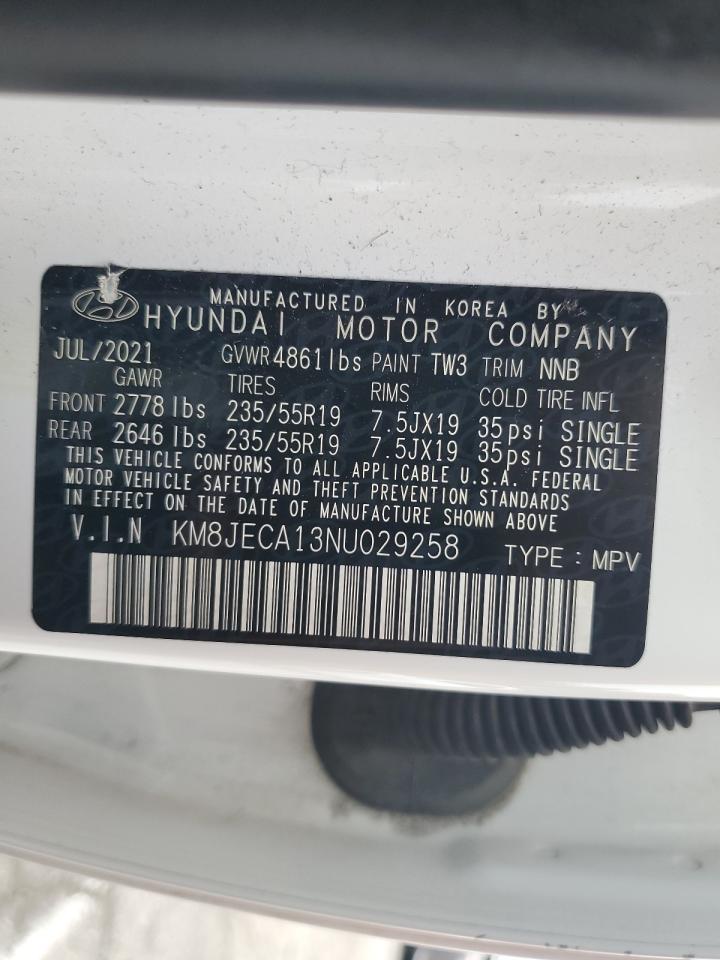 MANUFACTURED IN KOREA BY
HYUNDAI MOTOR COMPANY
JUL/2021 GVWR 4861 lbs PAINT TW3 TRIM NNB
GAWR TIRES RIMS COLD TIRE INFL
FRONT 2778 lbs 235/55R19 7.5JX19 35psi SINGLE
REAR 2646 lbs 235/55R19 7.5JX19 35psi SINGLE
THIS VEHICLE CONFORMS TO ALL APPLICABLE U.S.A. FEDERAL
MOTOR VEHICLE SAFETY AND THEFT PREVENTION STANDARDS
IN EFFECT ON THE DATE OF MANUFACTURE SHOWN ABOVE
V.I.N KM8JECA13NU029258 TYPE : MPV